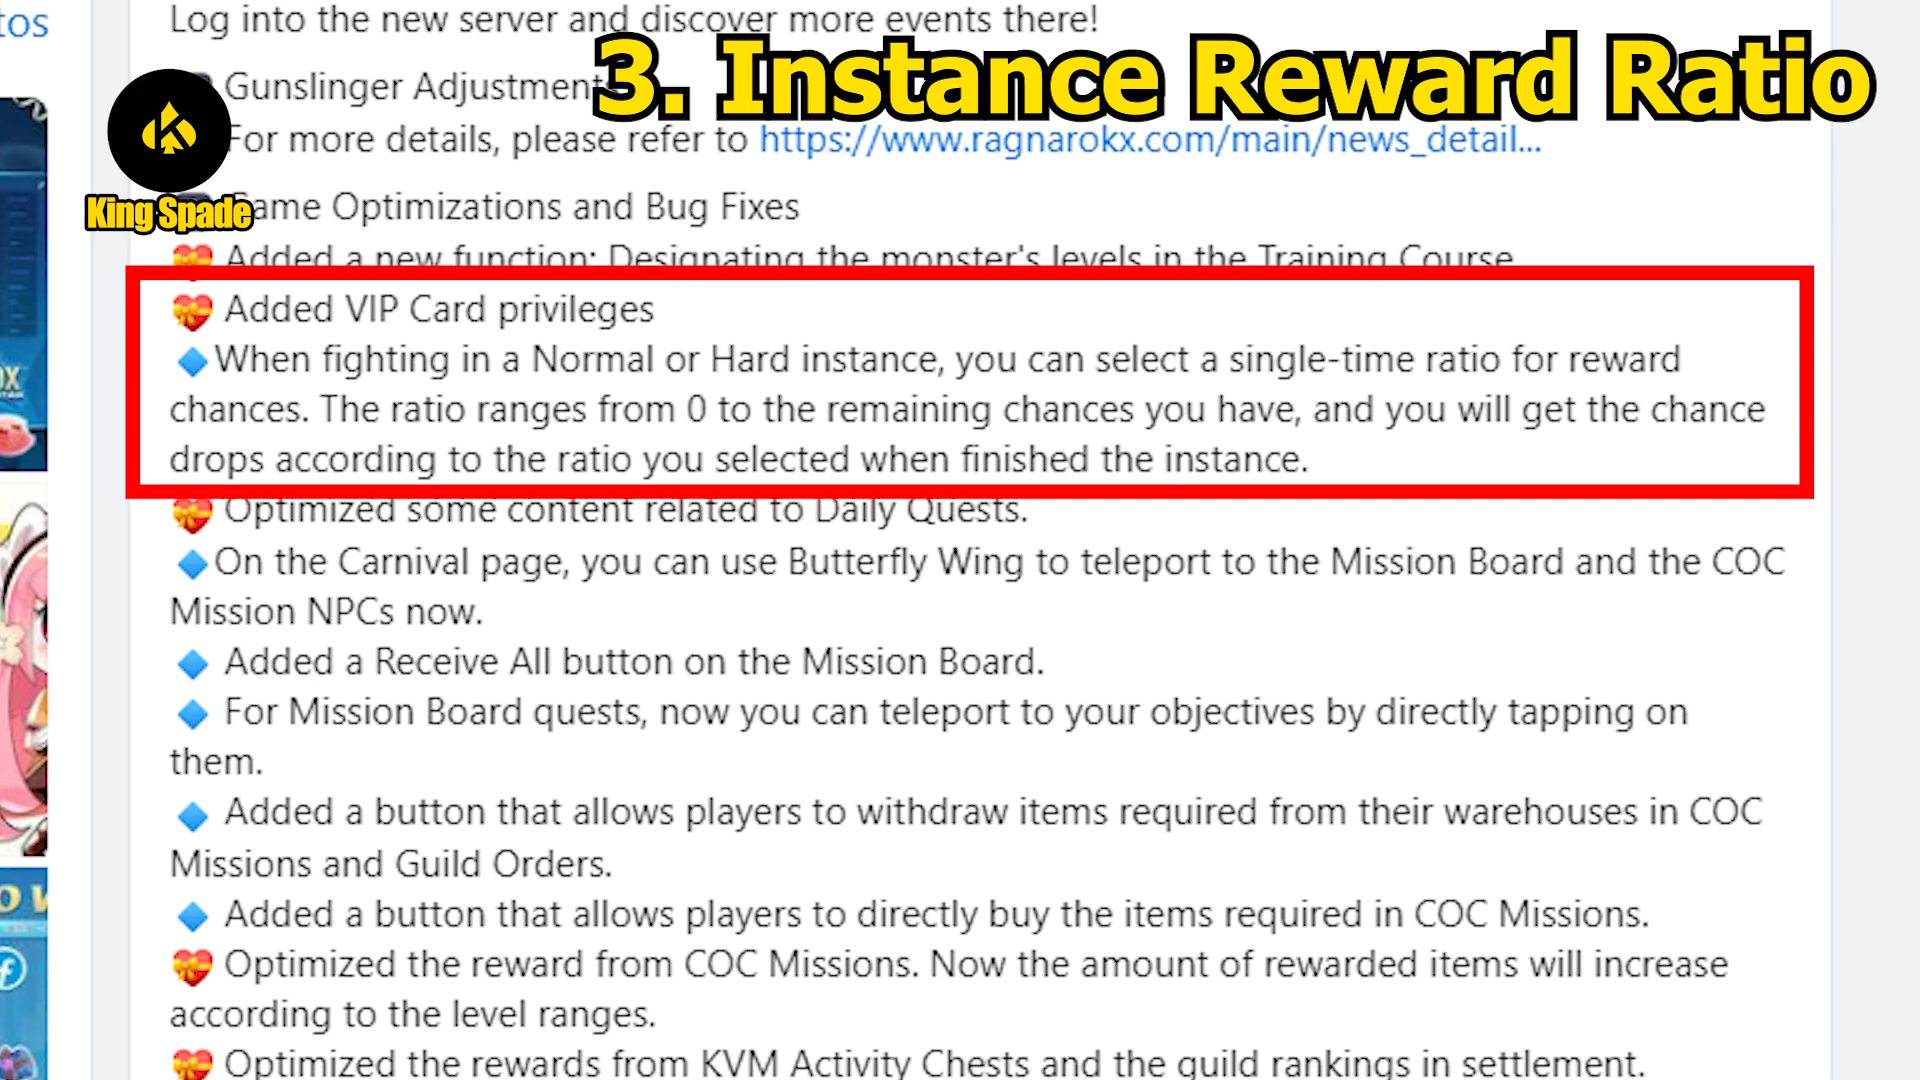 tos
Log into the new server and discover more events there!
3. Instance Reward Ratio
Gunslinger Adjustment
For more details, please refer to https://www.ragnarokx.com/main/news_detail...
King Spade
ame Optimizations and Bug Fixes
Added a new function: Designating the monster's levels in the Training Course
Added VIP Card privileges
When fighting in a Normal or Hard instance, you can select a single-time ratio for reward
chances. The ratio ranges from 0 to the remaining chances you have, and you will get the chance
drops according to the ratio you selected when finished the instance.
Optimized some content related to Daily Quests.
On the Carnival page, you can use Butterfly Wing to teleport to the Mission Board and the COC
Mission NPCs now.
Added a Receive All button on the Mission Board.
For Mission Board quests, now you can teleport to your objectives by directly tapping on
them.
Added a button that allows players to withdraw items required from their warehouses in COC
Missions and Guild Orders.
Added a button that allows players to directly buy the items required in COC Missions.
Optimized the reward from COC Missions. Now the amount of rewarded items will increase
according to the level ranges.
Optimized the rewards from KVM Activity Chests and the guild rankings in settlement.